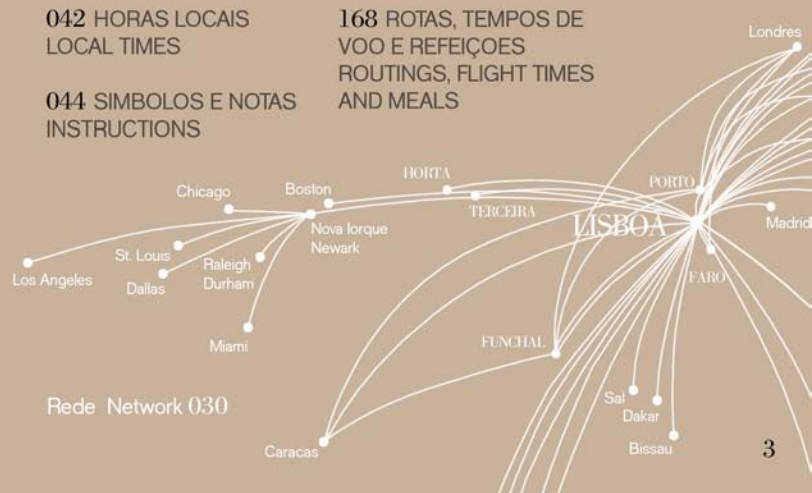 042 HORAS LOCAIS
LOCAL TIMES
044 SIMBOLOS E NOTAS
INSTRUCTIONS
168 ROTAS, TEMPOS DE
VOO E REFEIÇOES
ROUTINGS, FLIGHT TIMES
AND MEALS
Londres
HORTA
PORTO
Chicago
Boston
TERCEIRA
LISBOA
Madrid
Nova Iorque
Newark
St. Louis
Raleigh
Durham
Los Angeles
Dallas
FARO
Miami
FUNCHAL
Sal
Dakar
Rede Network 030
Caracas
Bissau
3